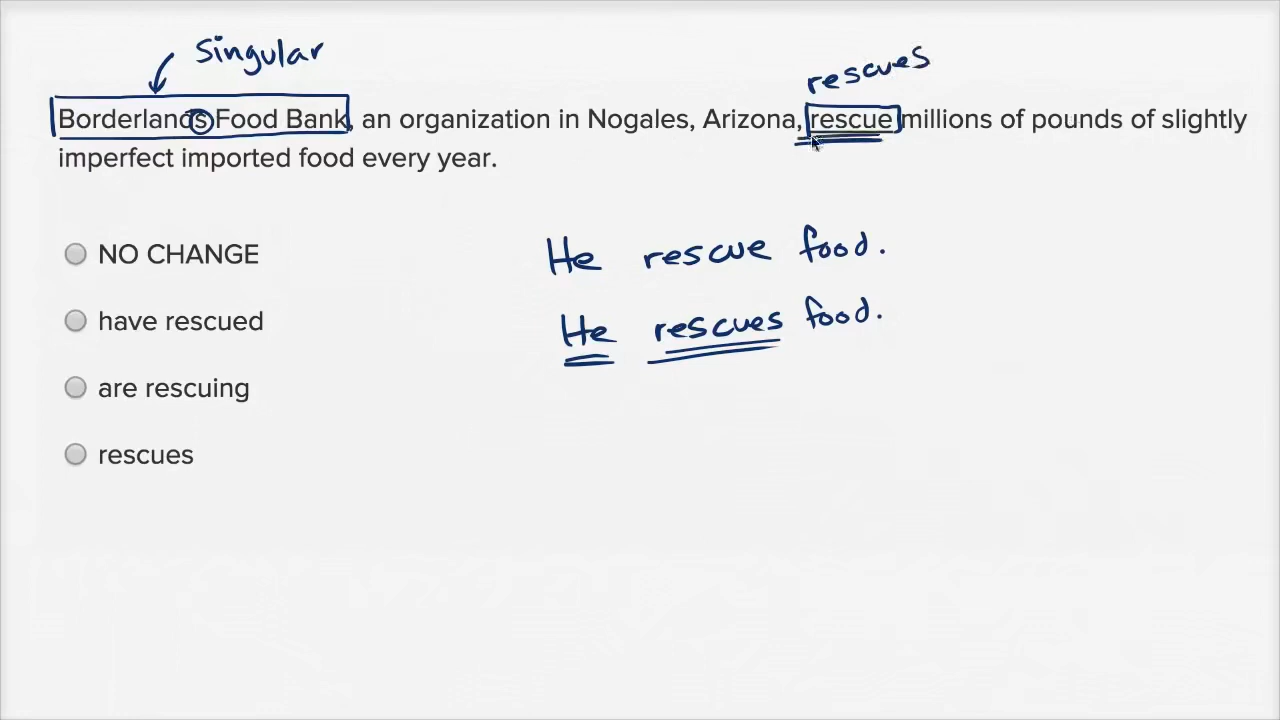 singular
rescues
Borderlands Food Bank, an organization in Nogales, Arizona, rescue millions of pounds of slightly
imperfect imported food every year.
NO CHANGE
He rescue food.
have rescued
He rescues food.
are rescuing
rescues